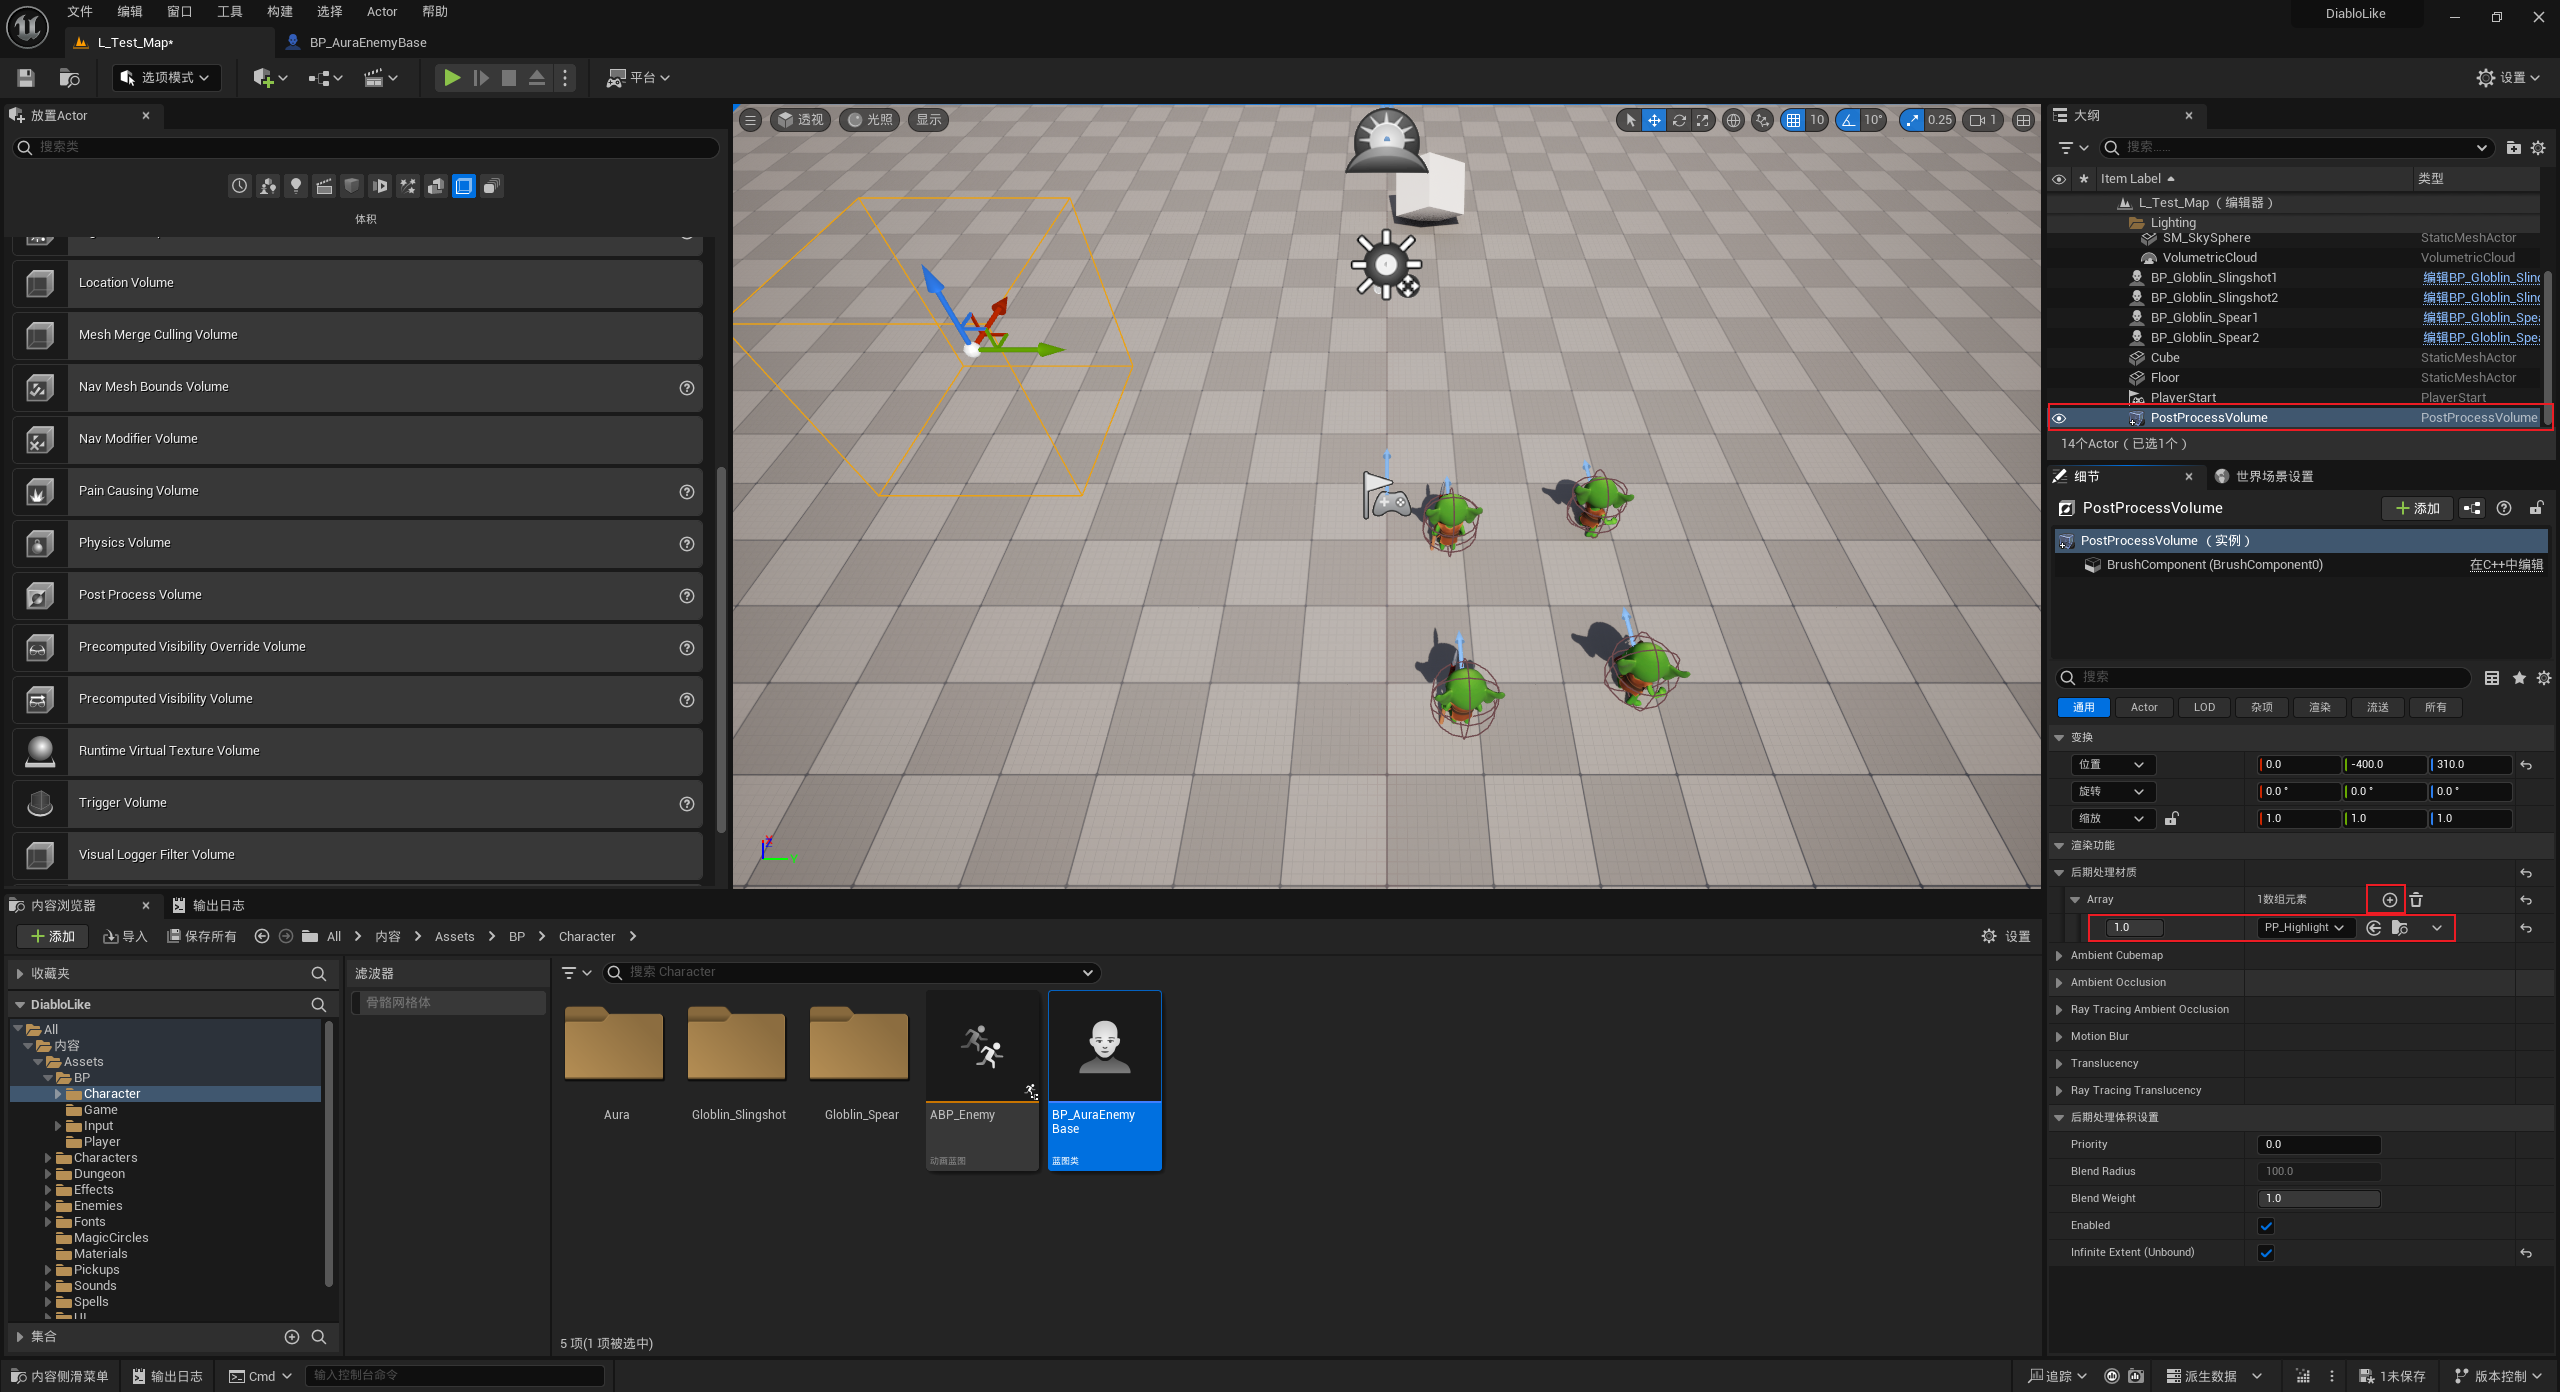 文件 编辑 窗口 工具 构建 选择 Actor 帮助
DiabloLike
L_Test_Map*
BP_AuraEnemyBase
选项模式
平台
设置
放置Actor
搜索类
体积
Location Volume
Mesh Merge Culling Volume
Nav Mesh Bounds Volume
Nav Modifier Volume
Pain Causing Volume
Physics Volume
Post Process Volume
Precomputed Visibility Override Volume
Precomputed Visibility Volume
Runtime Virtual Texture Volume
Trigger Volume
Visual Logger Filter Volume
透视 光照 显示
10 10° 0.25 1
Z Y
大纲
搜索......
Item Label 类型
L_Test_Map（编辑器）
Lighting
SM_SkySphere StaticMeshActor
VolumetricCloud VolumetricCloud
BP_Globlin_Slingshot1 编辑BP_Globlin_Sling
BP_Globlin_Slingshot2 编辑BP_Globlin_Sling
BP_Globlin_Spear1 编辑BP_Globlin_Spea
BP_Globlin_Spear2 编辑BP_Globlin_Spea
Cube StaticMeshActor
Floor StaticMeshActor
PlayerStart PlayerStart
PostProcessVolume PostProcessVolume
14个Actor（已选1个）
细节 世界场景设置
PostProcessVolume
添加
PostProcessVolume（实例）
BrushComponent (BrushComponent0) 在C++中编辑
搜索
通用 Actor LOD 杂项 渲染 流送 所有
变换
位置 0.0 -400.0 310.0
旋转 0.0 ° 0.0 ° 0.0 °
缩放 1.0 1.0 1.0
渲染功能
后期处理材质
Array 1数组元素
1.0 PP_Highlight
Ambient Cubemap
Ambient Occlusion
Ray Tracing Ambient Occlusion
Motion Blur
Translucency
Ray Tracing Translucency
后期处理体积设置
Priority 0.0
Blend Radius 100.0
Blend Weight 1.0
Enabled
Infinite Extent (Unbound)
内容浏览器 输出日志
添加 导入 保存所有 All 内容 Assets BP Character
设置
收藏夹
DiabloLike
All
内容
Assets
BP
Character
Game
Input
Player
Characters
Dungeon
Effects
Enemies
Fonts
MagicCircles
Materials
Pickups
Sounds
Spells
UI
集合
滤波器
骨骼网格体
搜索 Character
Aura
Globlin_Slingshot
Globlin_Spear
ABP_Enemy
动画蓝图
BP_AuraEnemy
Base
蓝图类
5 项(1 项被选中)
内容侧滑菜单 输出日志 Cmd 输入控制台命令
追踪 派生数据 1未保存 版本控制